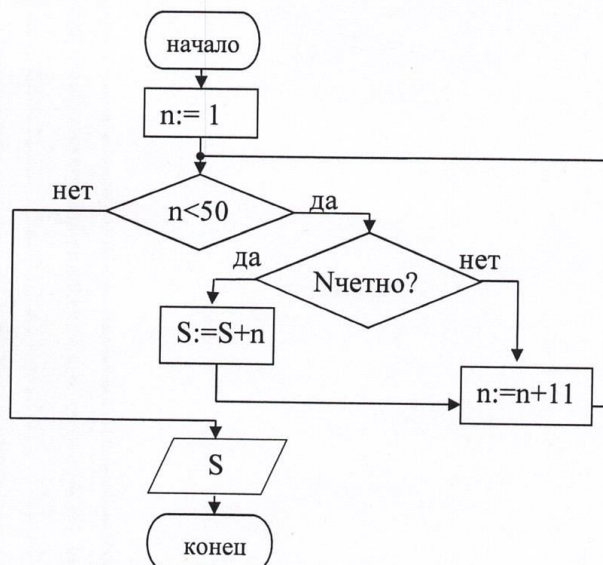 начало
n:= 1
n<50
нет
да
Nчетно?
да
нет
S:=S+n
n:=n+11
S
конец